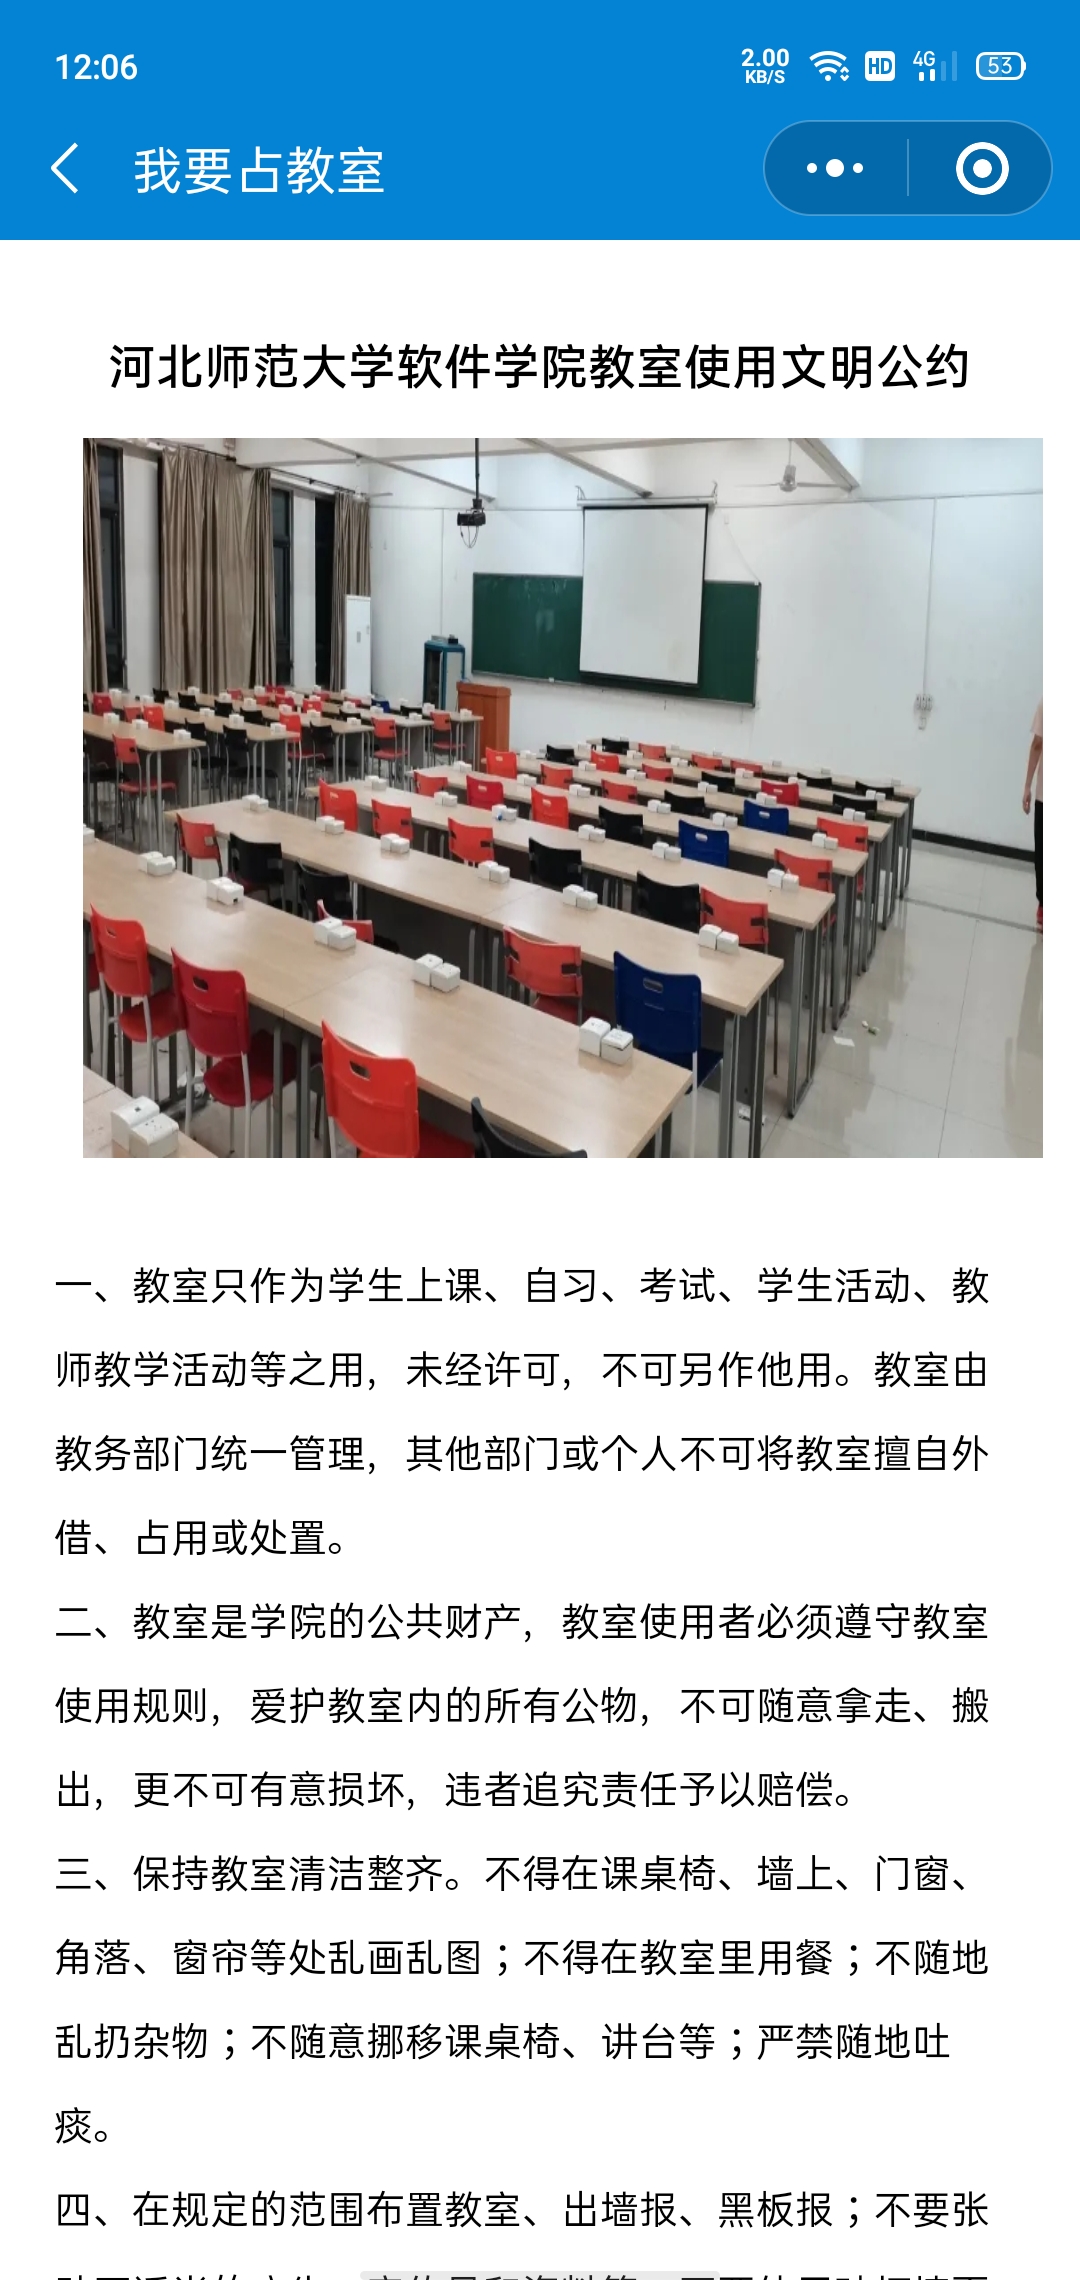 12:06
2.00
KB/S
HD
4G
53
我要占教室
河北师范大学软件学院教室使用文明公约
一、教室只作为学生上课、自习、考试、学生活动、教
师教学活动等之用，未经许可，不可另作他用。教室由
教务部门统一管理，其他部门或个人不可将教室擅自外
借、占用或处置。
二、教室是学院的公共财产，教室使用者必须遵守教室
使用规则，爱护教室内的所有公物，不可随意拿走、搬
出，更不可有意损坏，违者追究责任予以赔偿。
三、保持教室清洁整齐。不得在课桌椅、墙上、门窗、
角落、窗帘等处乱画乱图；不得在教室里用餐；不随地
乱扔杂物；不随意挪移课桌椅、讲台等；严禁随地吐
痰。
四、在规定的范围布置教室、出墙报、黑板报；不要张